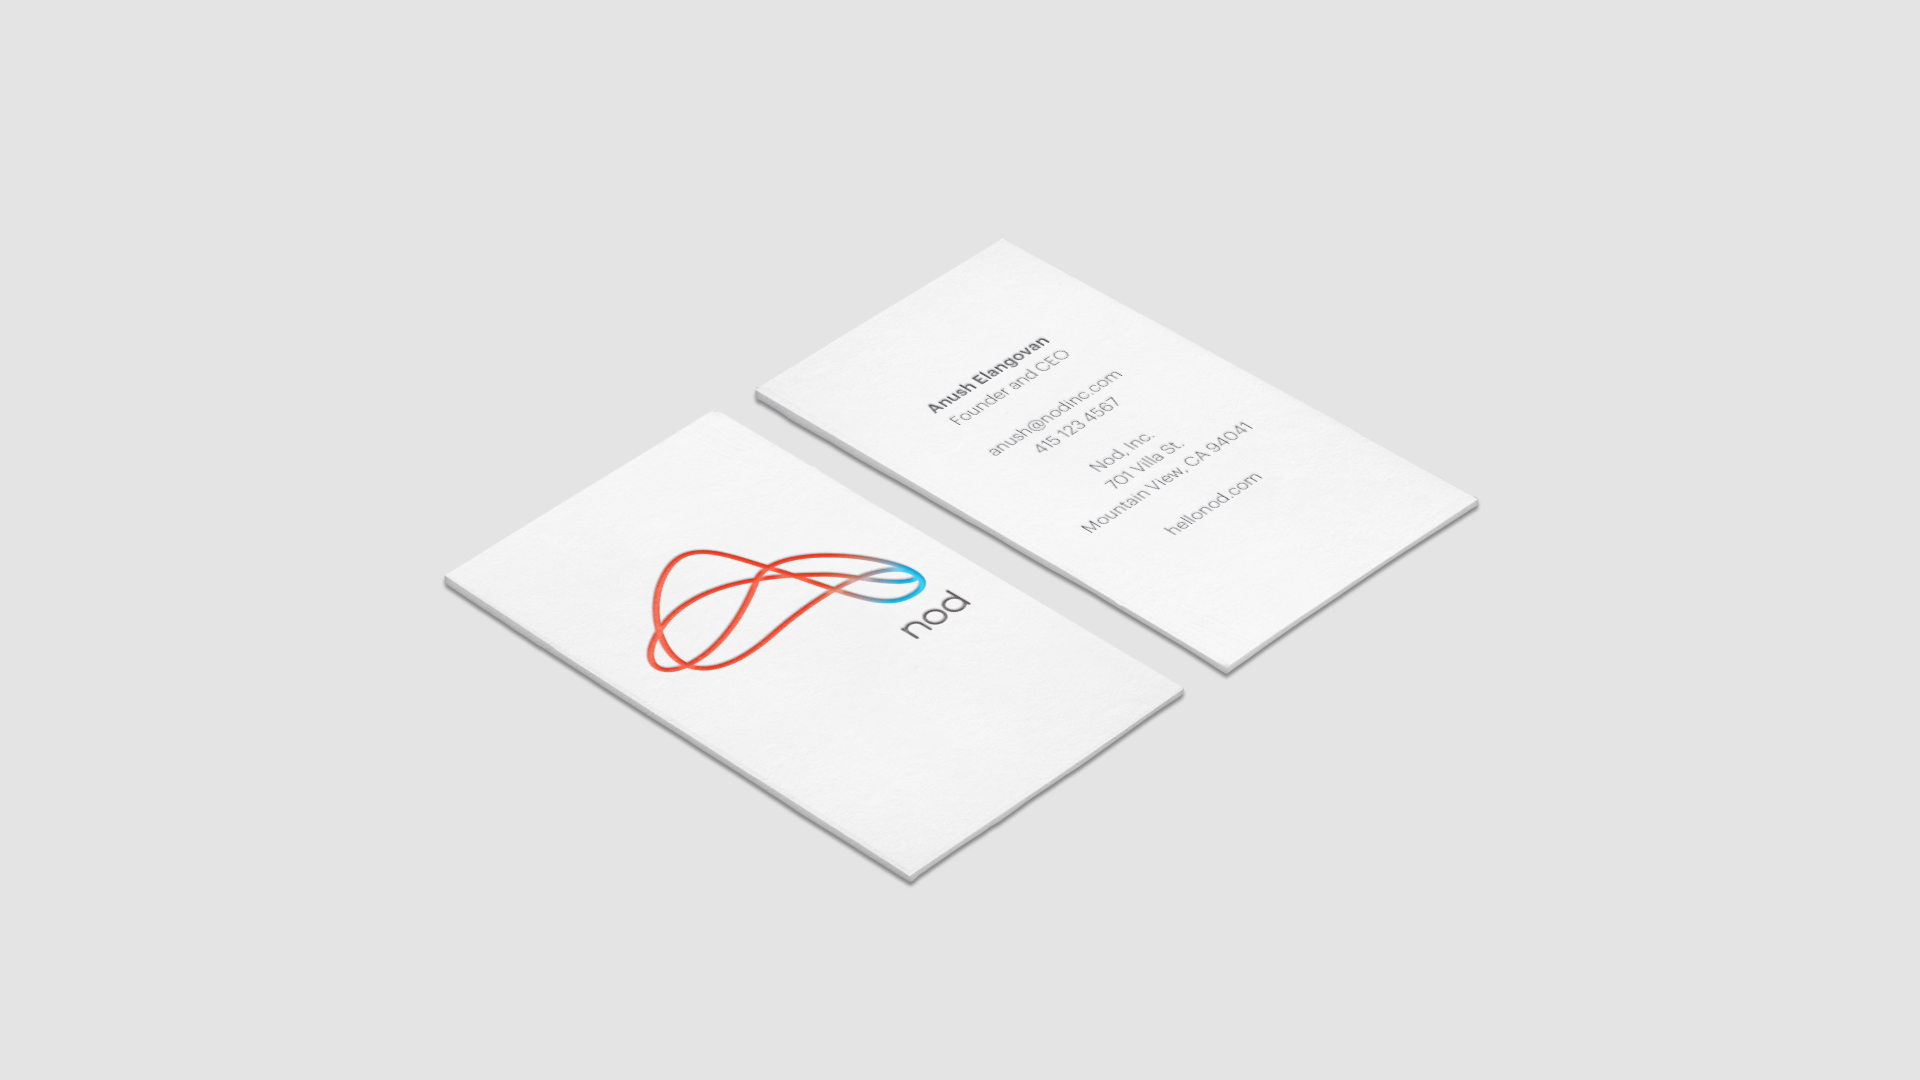 nod
Anush Elangovan
Founder and CEO
anush@nodinc.com
415 123 4567
Nod, Inc.
701 Villa St.
Mountain View, CA 94041
hellonod.com